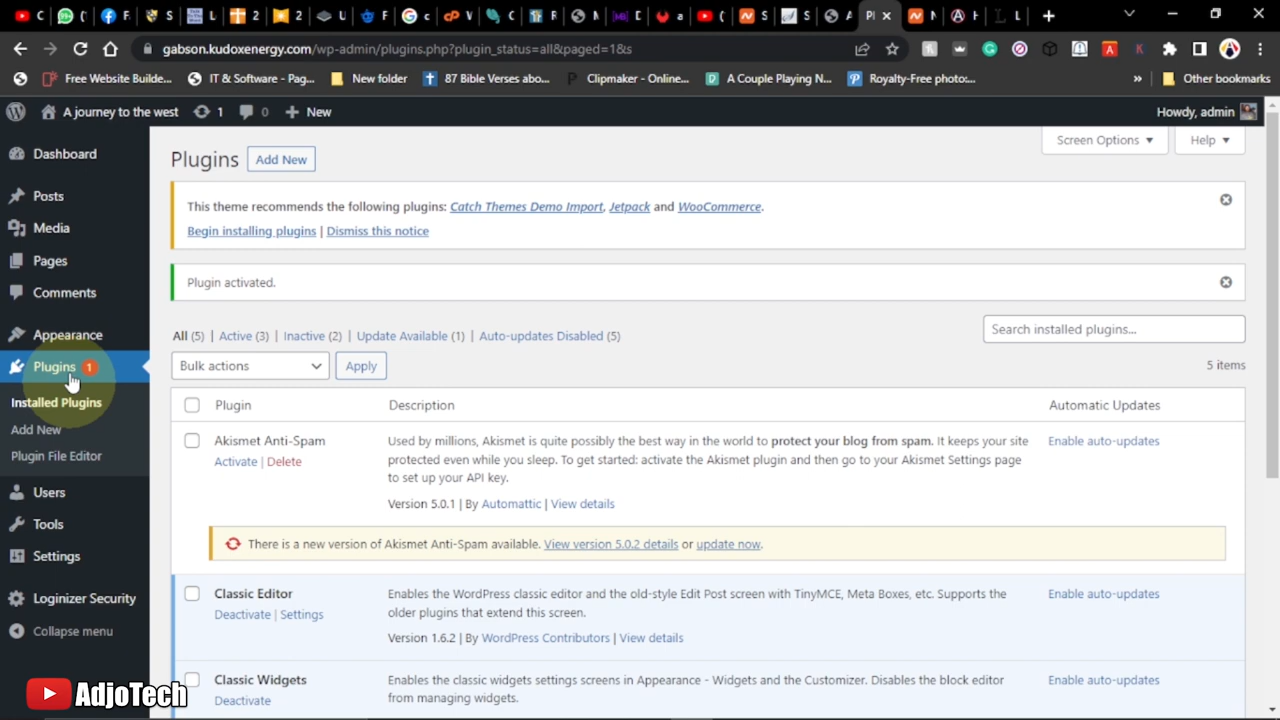 gabson.kudoxenergy.com/wp-admin/plugins.php?plugin_status=all&paged=1&s
Free Website Builde...
IT & Software - Pag...
New folder
87 Bible Verses abo...
Clipmaker - Online...
A Couple Playing N...
Royalty-Free photo:...
»
Other bookmarks
A journey to the west
1
0
New
Howdy, admin
Dashboard
Posts
Media
Pages
Comments
Appearance
Plugins 1
Installed Plugins
Add New
Plugin File Editor
Users
Tools
Settings
Loginizer Security
Collapse menu
Screen Options
Help
Plugins
Add New
This theme recommends the following plugins: Catch Themes Demo Import, Jetpack and WooCommerce.
Begin installing plugins | Dismiss this notice
Plugin activated.
All (5) | Active (3) | Inactive (2) | Update Available (1) | Auto-updates Disabled (5)
Search installed plugins...
Bulk actions
Apply
5 items
Plugin
Description
Automatic Updates
Akismet Anti-Spam
Activate | Delete
Used by millions, Akismet is quite possibly the best way in the world to protect your blog from spam. It keeps your site
protected even while you sleep. To get started: activate the Akismet plugin and then go to your Akismet Settings page
to set up your API key.
Version 5.0.1 | By Automattic | View details
Enable auto-updates
There is a new version of Akismet Anti-Spam available. View version 5.0.2 details or update now.
Classic Editor
Deactivate | Settings
Enables the WordPress classic editor and the old-style Edit Post screen with TinyMCE, Meta Boxes, etc. Supports the
older plugins that extend this screen.
Version 1.6.2 | By WordPress Contributors | View details
Enable auto-updates
Classic Widgets
Deactivate
Enables the classic widgets settings screens in Appearance - Widgets and the Customizer. Disables the block editor
from managing widgets.
Enable auto-updates
AdjoTech